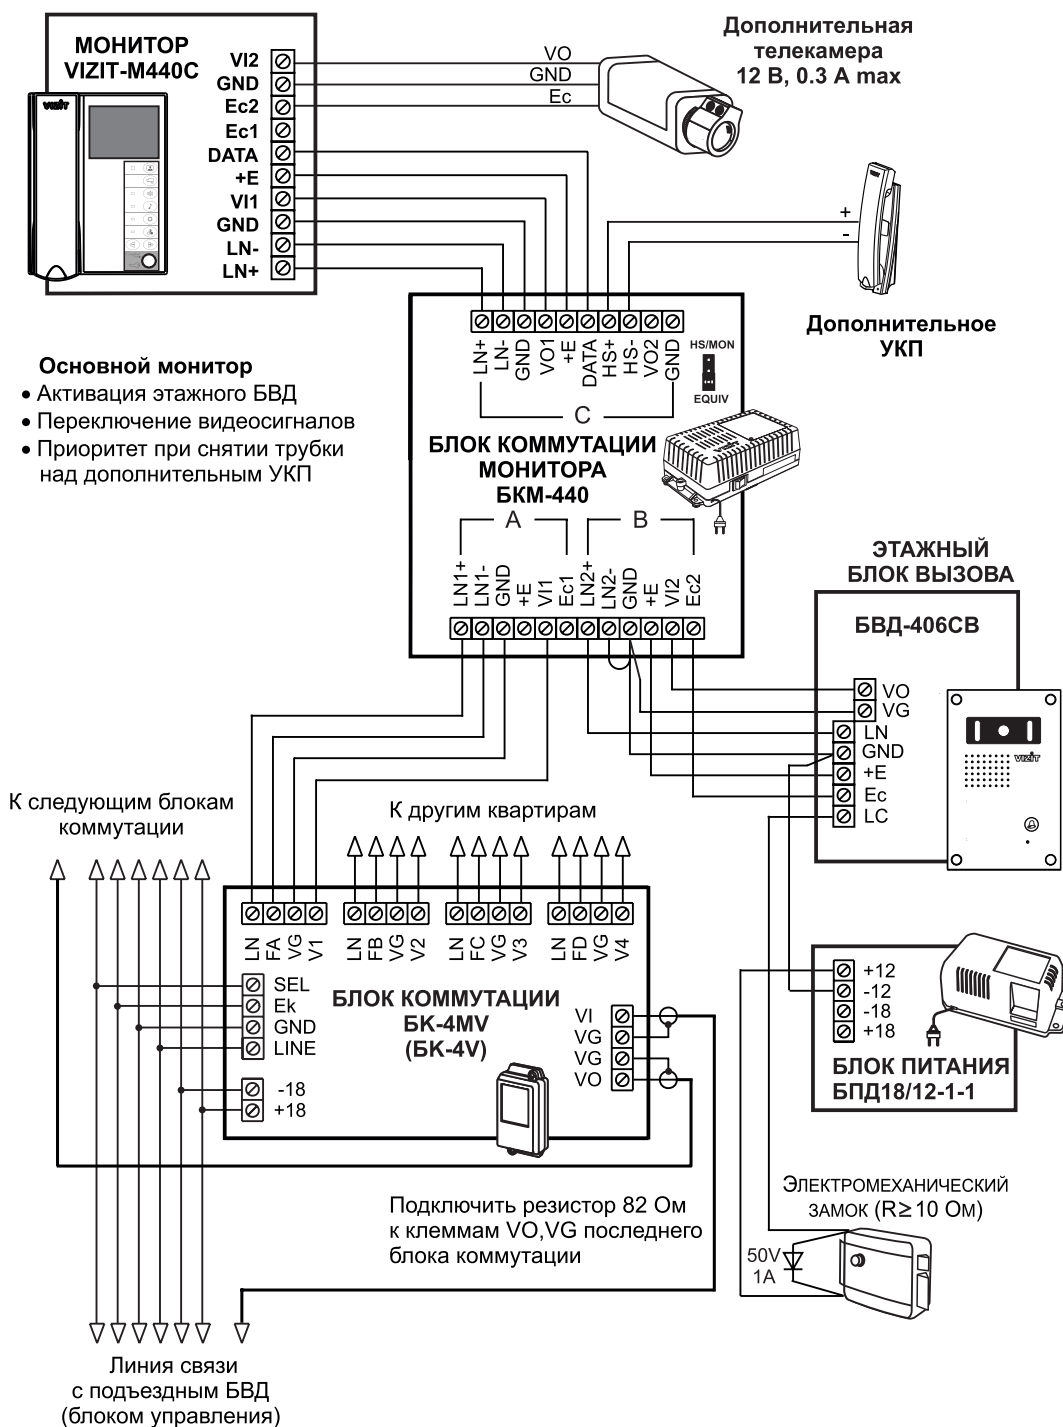 МОНИТОР
VIZIT-M440C
VIZIT
VI2
GND
Ec2
Ec1
DATA
+E
VI1
GND
LN-
LN+
VO
GND
Ec
Дополнительная
телекамера
12 В, 0.3 А max
+
-
Дополнительное
УКП
Основной монитор
• Активация этажного БВД
• Переключение видеосигналов
• Приоритет при снятии трубки
над дополнительным УКП
LN+
LN-
GND
VO1
+E
DATA
HS+
HS-
VO2
GND
HS/MON
EQUIV
C
БЛОК КОММУТАЦИИ
МОНИТОРА
БКМ-440
A
B
LN1+
LN1-
GND
+E
VI1
Ec1
LN2+
LN2-
GND
+E
VI2
Ec2
ЭТАЖНЫЙ
БЛОК ВЫЗОВА
БВД-406CB
VO
VG
LN
GND
+E
Ec
LC
VIZIT
К следующим блокам
коммутации
К другим квартирам
LN
FA
VG
V1
LN
FB
VG
V2
LN
FC
VG
V3
LN
FD
VG
V4
SEL
Ek
GND
LINE
-18
+18
БЛОК КОММУТАЦИИ
БК-4MV
(БК-4V)
VI
VG
VG
VO
+12
-12
-18
+18
БЛОК ПИТАНИЯ
БПД18/12-1-1
Подключить резистор 82 Ом
к клеммам VO,VG последнего
блока коммутации
ЭЛЕКТРОМЕХАНИЧЕСКИЙ
ЗАМОК (R≥10 ОМ)
50V
1A
Линия связи
с подъездным БВД
(блоком управления)